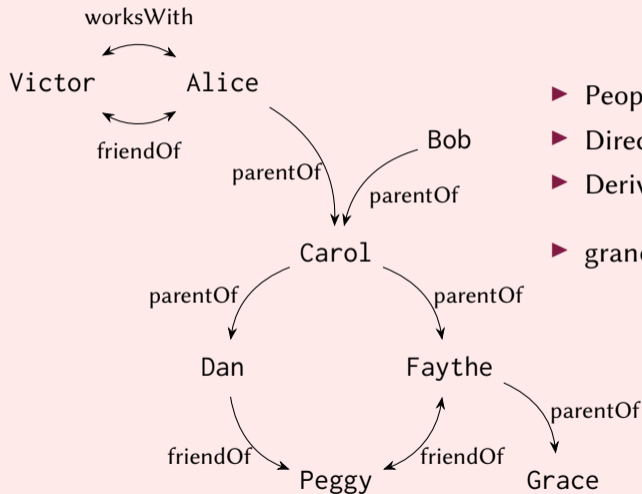 worksWith
Victor Alice
friendOf
Bob
parentOf
parentOf
Carol
parentOf parentOf
Dan Faythe
parentOf
friendOf friendOf
Peggy Grace